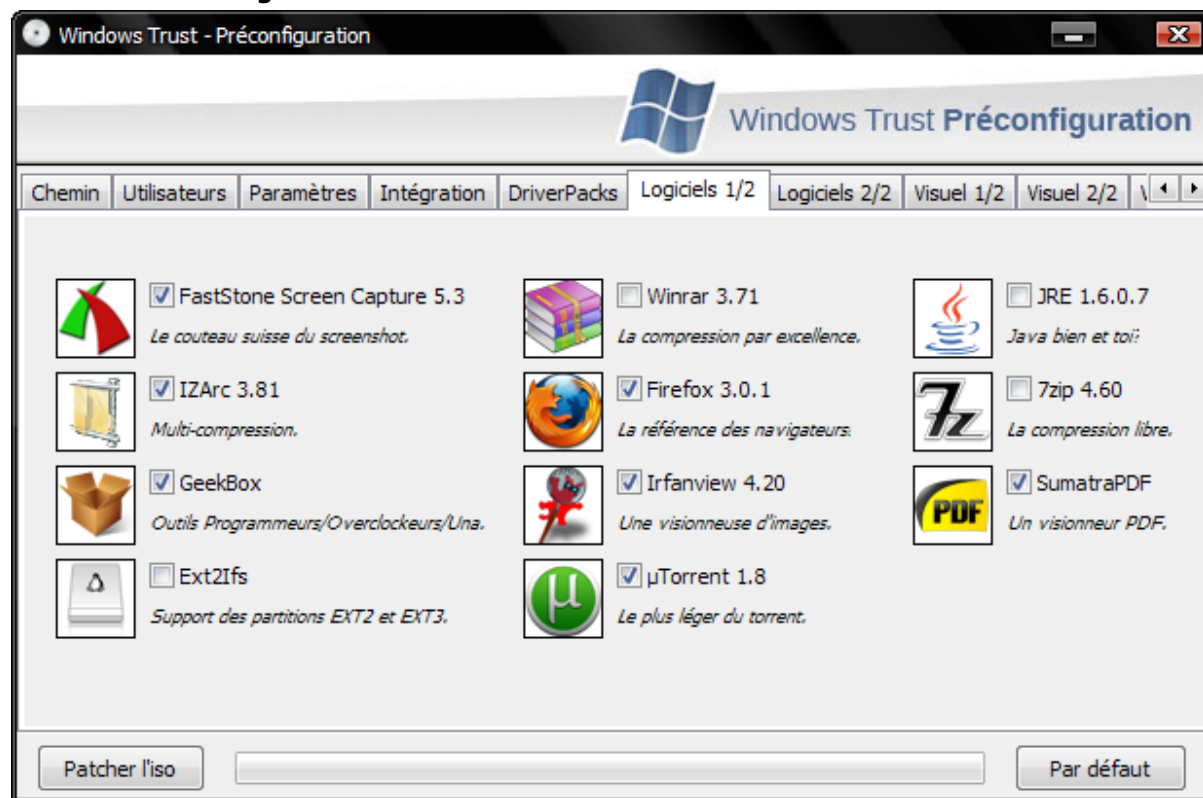 Windows Trust - Préconfiguration
Windows Trust Préconfiguration
Chemin Utilisateurs Paramètres Intégration DriverPacks Logiciels 1/2 Logiciels 2/2 Visuel 1/2 Visuel 2/2
FastStone Screen Capture 5.3
Le couteau suisse du screenshot.
Winrar 3.71
La compression par excellence.
JRE 1.6.0.7
Java bien et toi?
IZArc 3.81
Multi-compression.
Firefox 3.0.1
La référence des navigateurs.
7z
7zip 4.60
La compression libre.
GeekBox
Outils Programmeurs/Overclockeurs/Una.
Irfanview 4.20
Une visionneuse d'images.
PDF
SumatraPDF
Un visionneur PDF.
Ext2Ifs
Support des partitions EXT2 et EXT3.
µ
µTorrent 1.8
Le plus léger du torrent.
Patcher l'iso
Par défaut